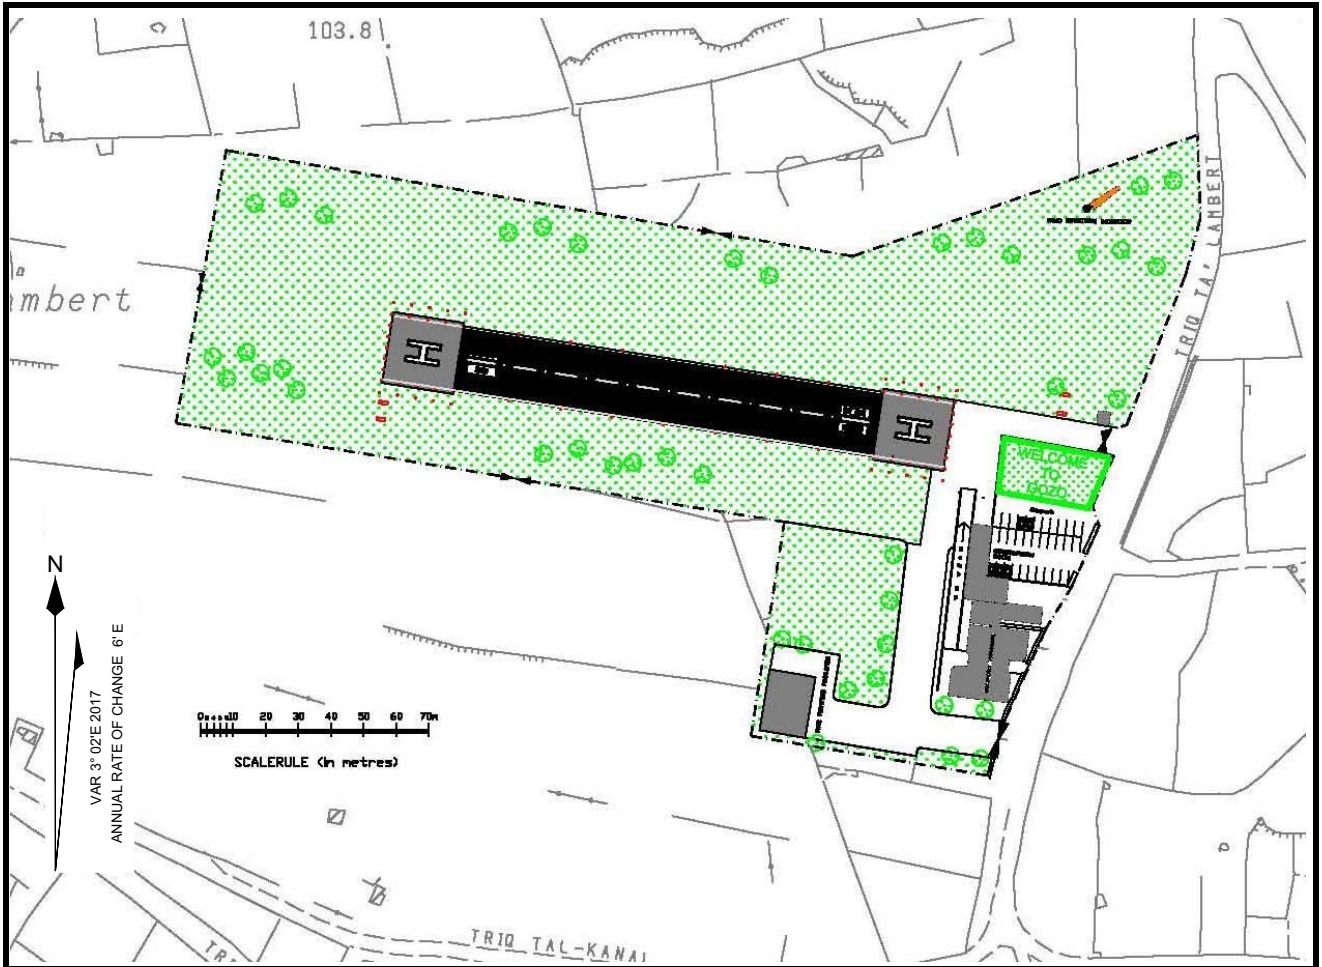 103.8
TRIQ TA' LAMBERT
mbert
H
H
WELCOME
TO
GOZO
N
VAR 3° 02'E 2017
ANNUAL RATE OF CHANGE 6' E
0 10 20 30 40 50 60 70m
SCALERULE (in metres)
TRIQ TAL-KANAL